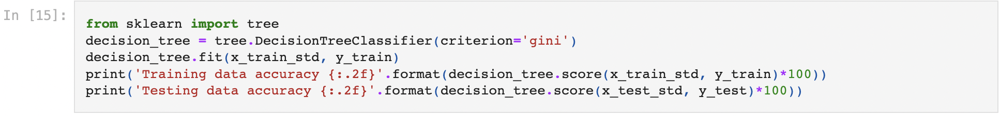 In [15]:
from sklearn import tree
decision_tree = tree.DecisionTreeClassifier(criterion='gini')
decision_tree.fit(x_train_std, y_train)
print('Training data accuracy {:.2f}'.format(decision_tree.score(x_train_std, y_train)*100))
print('Testing data accuracy {:.2f}'.format(decision_tree.score(x_test_std, y_test)*100))